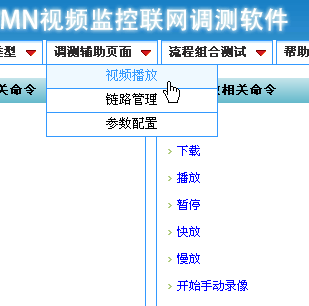 MN视频监控联网调测软件
类型 调测辅助页面 流程组合测试 帮助
视频播放
关命令 放相关命令
链路管理
参数配置
下载
播放
暂停
快放
慢放
开始手动录像